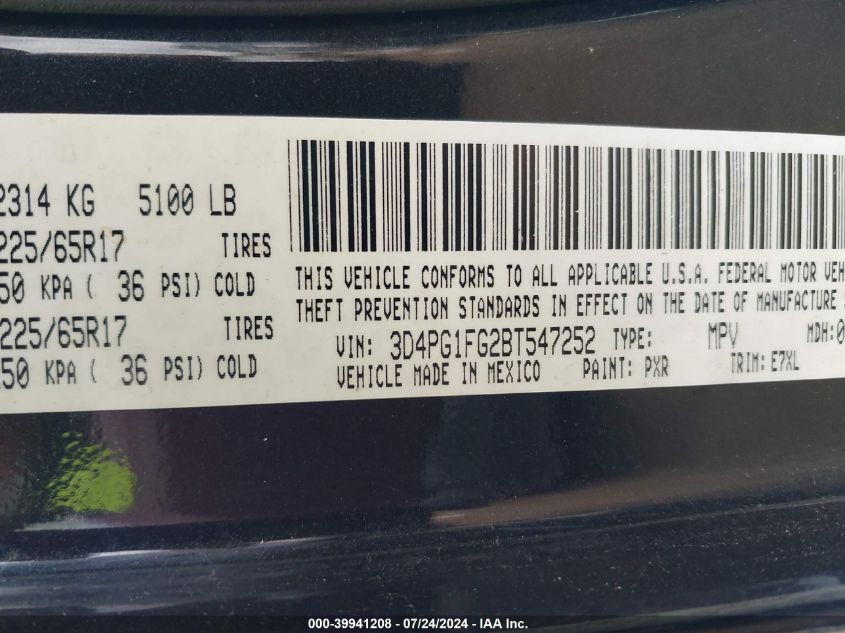 2314 KG 5100 LB
225/65R17 TIRES
50 KPA ( 36 PSI) COLD
225/65R17 TIRES
250 KPA ( 36 PSI) COLD
THIS VEHICLE CONFORMS TO ALL APPLICABLE U.S.A. FEDERAL MOTOR VEH
THEFT PREVENTION STANDARDS IN EFFECT ON THE DATE OF MANUFACTURE
VIN: 3D4PG1FG2BT547252 TYPE: MPV MDH:0
VEHICLE MADE IN MEXICO PAINT: PXR TRIM: E7XL
000-39941208 - 07/24/2024 - IAA Inc.